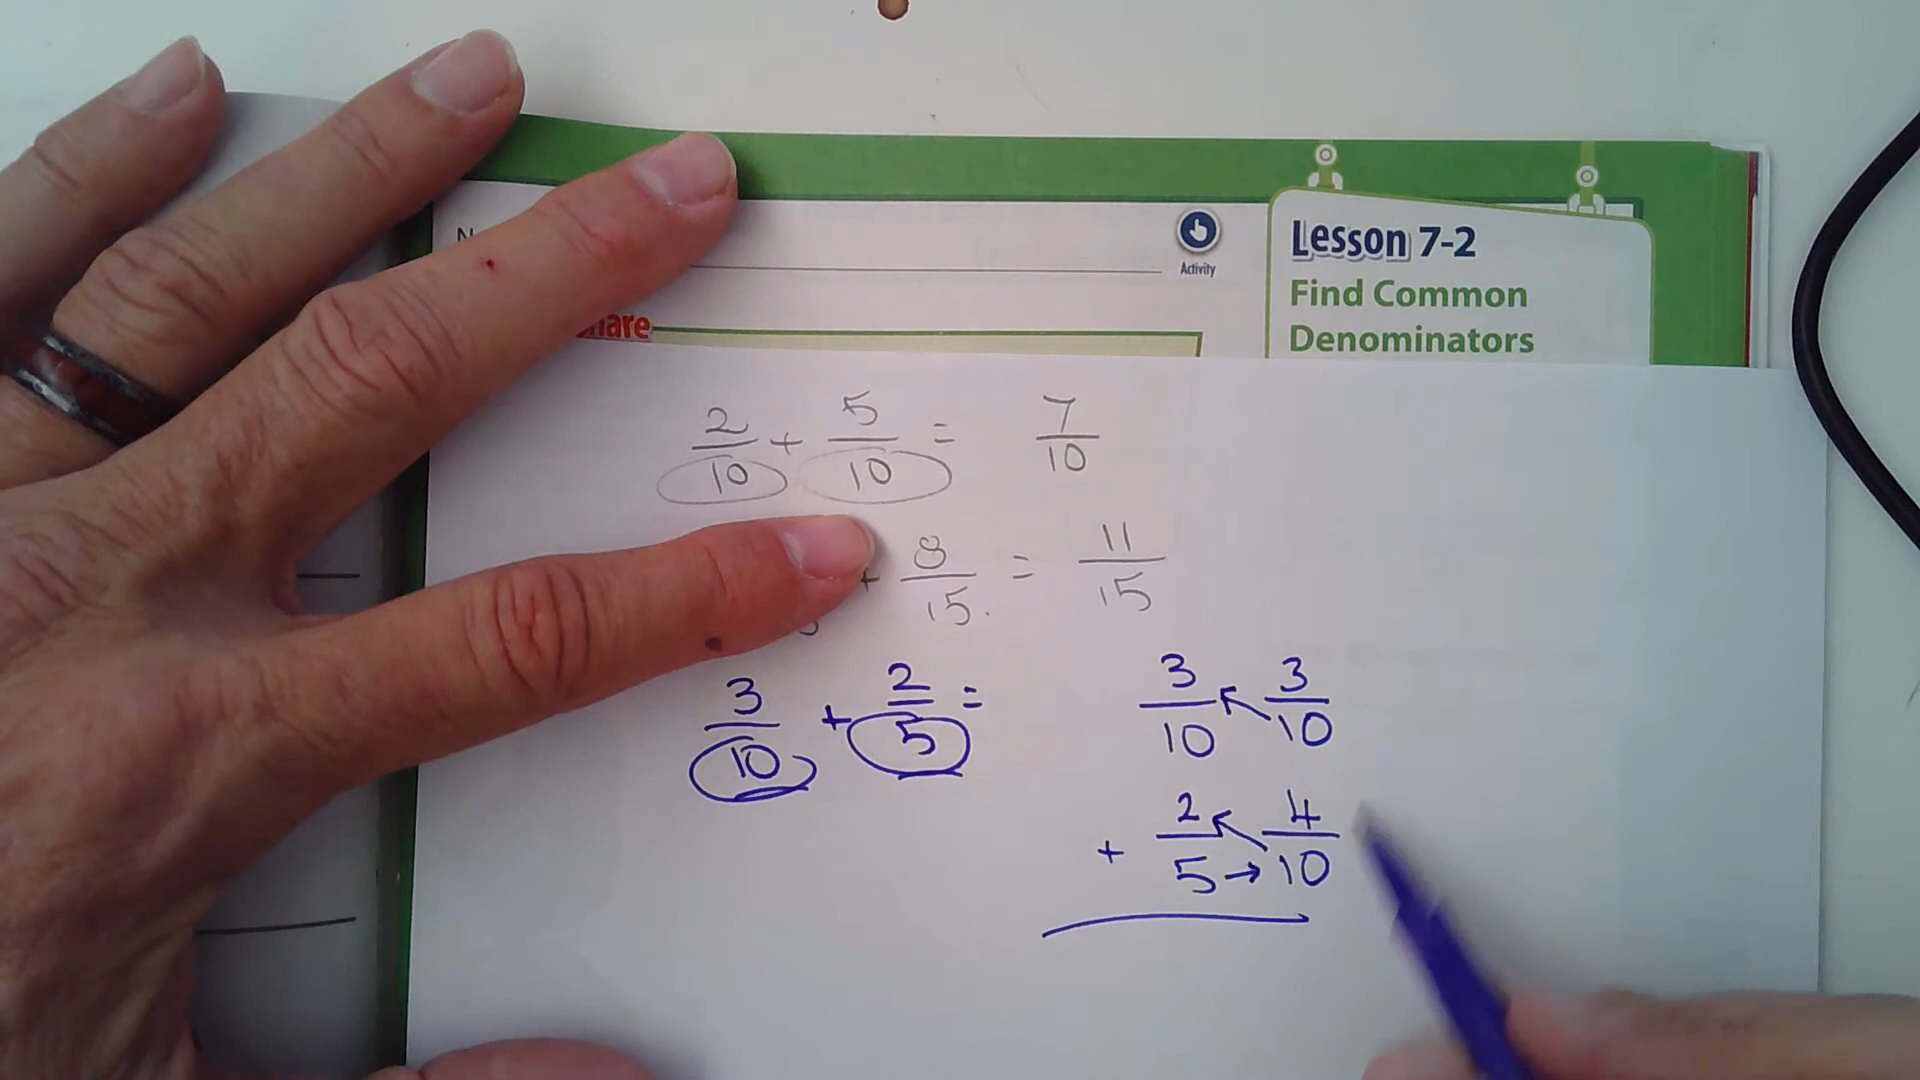 Lesson 7-2
Activity
Find Common
Denominators
2/10 + 5/10 = 7/10
+ 8/15. = 11/15
3/10 + 2/5 =
3/10 ↖ 3/10
+ 2/5 ↖ → 4/10